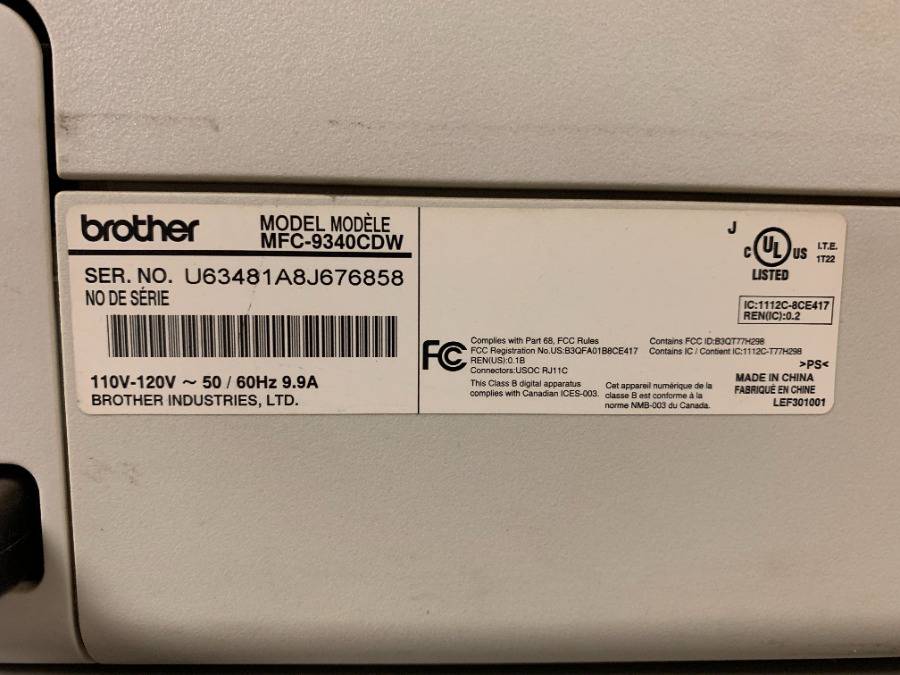 brother
MODEL MODÈLE
MFC-9340CDW
SER. NO. U63481A8J676858
NO DE SÉRIE
110V-120V ~ 50 / 60Hz 9.9A
BROTHER INDUSTRIES, LTD.
J
C UL US
LISTED
I.T.E.
1T22
IC:1112C-8CE417
REN(IC):0.2
FC
Complies with Part 68, FCC Rules
FCC Registration No.US:B3QFA01B8CE417
REN(US):0.1B
Connectors:USOC RJ11C
Contains FCC ID:B3QT77H298
Contains IC / Contient IC:1112C-T77H298
>PS<
This Class B digital apparatus
complies with Canadian ICES-003.
Cet appareil numérique de la
classe B est conforme à la
norme NMB-003 du Canada.
MADE IN CHINA
FABRIQUÉ EN CHINE
LEF301001